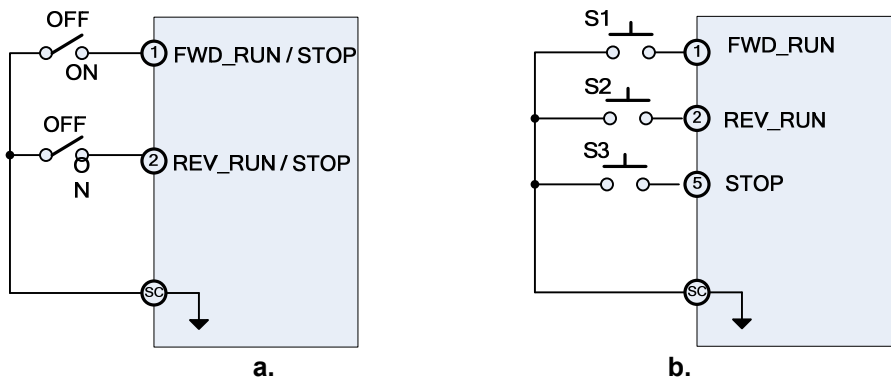 OFF
1
FWD_RUN / STOP
ON
OFF
2
REV_RUN / STOP
O
N
SC
a.
S1
1
FWD_RUN
S2
2
REV_RUN
S3
5
STOP
SC
b.